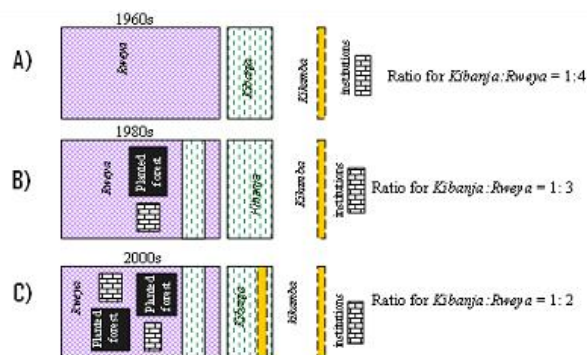 1960s
A)
Rweya
Kibanja
Kikamba
institutions
Ratio for Kibanja:Rweya = 1:4
1980s
B)
Rweya
Planted forest
Kibanja
Kikamba
institutions
Ratio for Kibanja:Rweya = 1:3
2000s
C)
Rweya
Planted forest
Planted forest
Kibanja
kikamba
institutions
Ratio for Kibanja:Rweya = 1:2